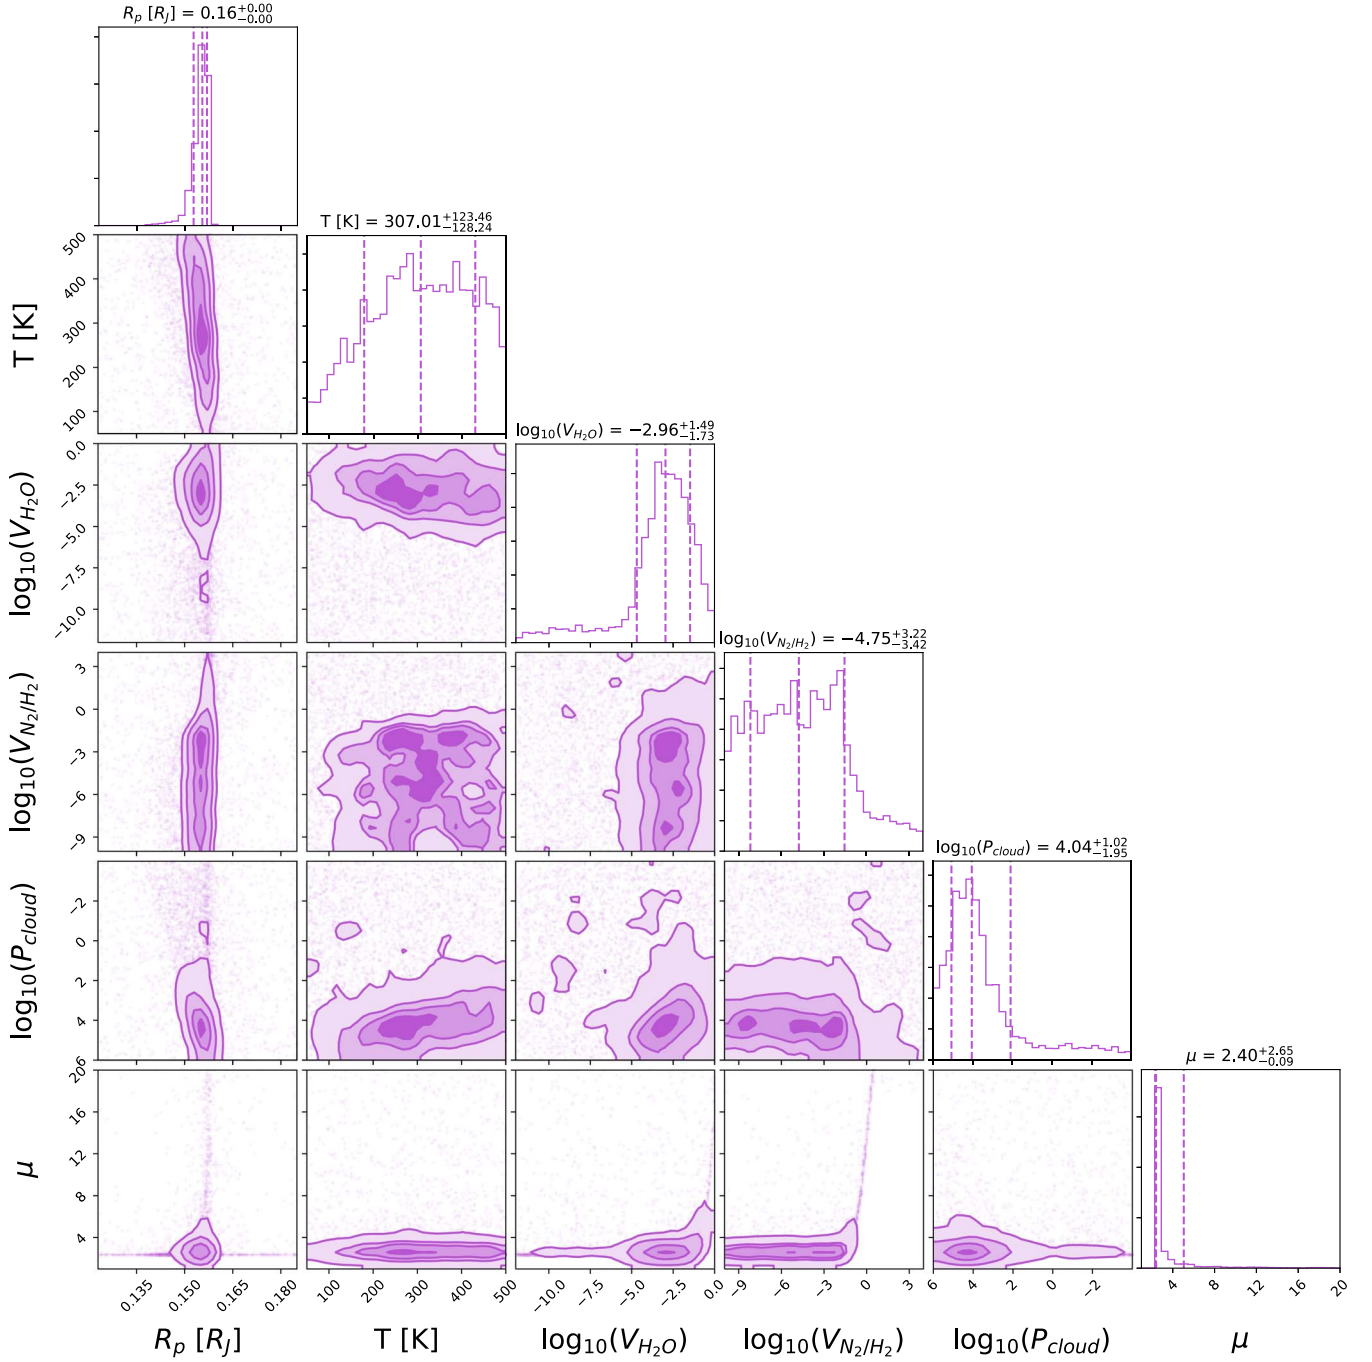 R_p [R_J] = 0.16^{+0.00}_{-0.00}
T [K] = 307.01^{+123.46}_{-128.24}
500
400
300
200
100
T [K]
log₁₀(V_{H₂O}) = −2.96^{+1.49}_{−1.73}
0.0
−2.5
−5.0
−7.5
−10.0
log₁₀(V_{H₂O})
log₁₀(V_{N₂/H₂}) = −4.75^{+3.22}_{−3.42}
3
0
−3
−6
−9
log₁₀(V_{N₂/H₂})
log₁₀(P_{cloud}) = 4.04^{+1.02}_{−1.95}
−2
0
2
4
6
log₁₀(P_{cloud})
μ = 2.40^{+2.65}_{−0.09}
20
16
12
8
4
μ
0.135 0.150 0.165 0.180
100 200 300 400 500
−10.0 −7.5 −5.0 −2.5 0.0
−9 −6 −3 0 3
6 4 2 0 −2
4 8 12 16 20
R_p [R_J] T [K] log₁₀(V_{H₂O}) log₁₀(V_{N₂/H₂}) log₁₀(P_{cloud}) μ